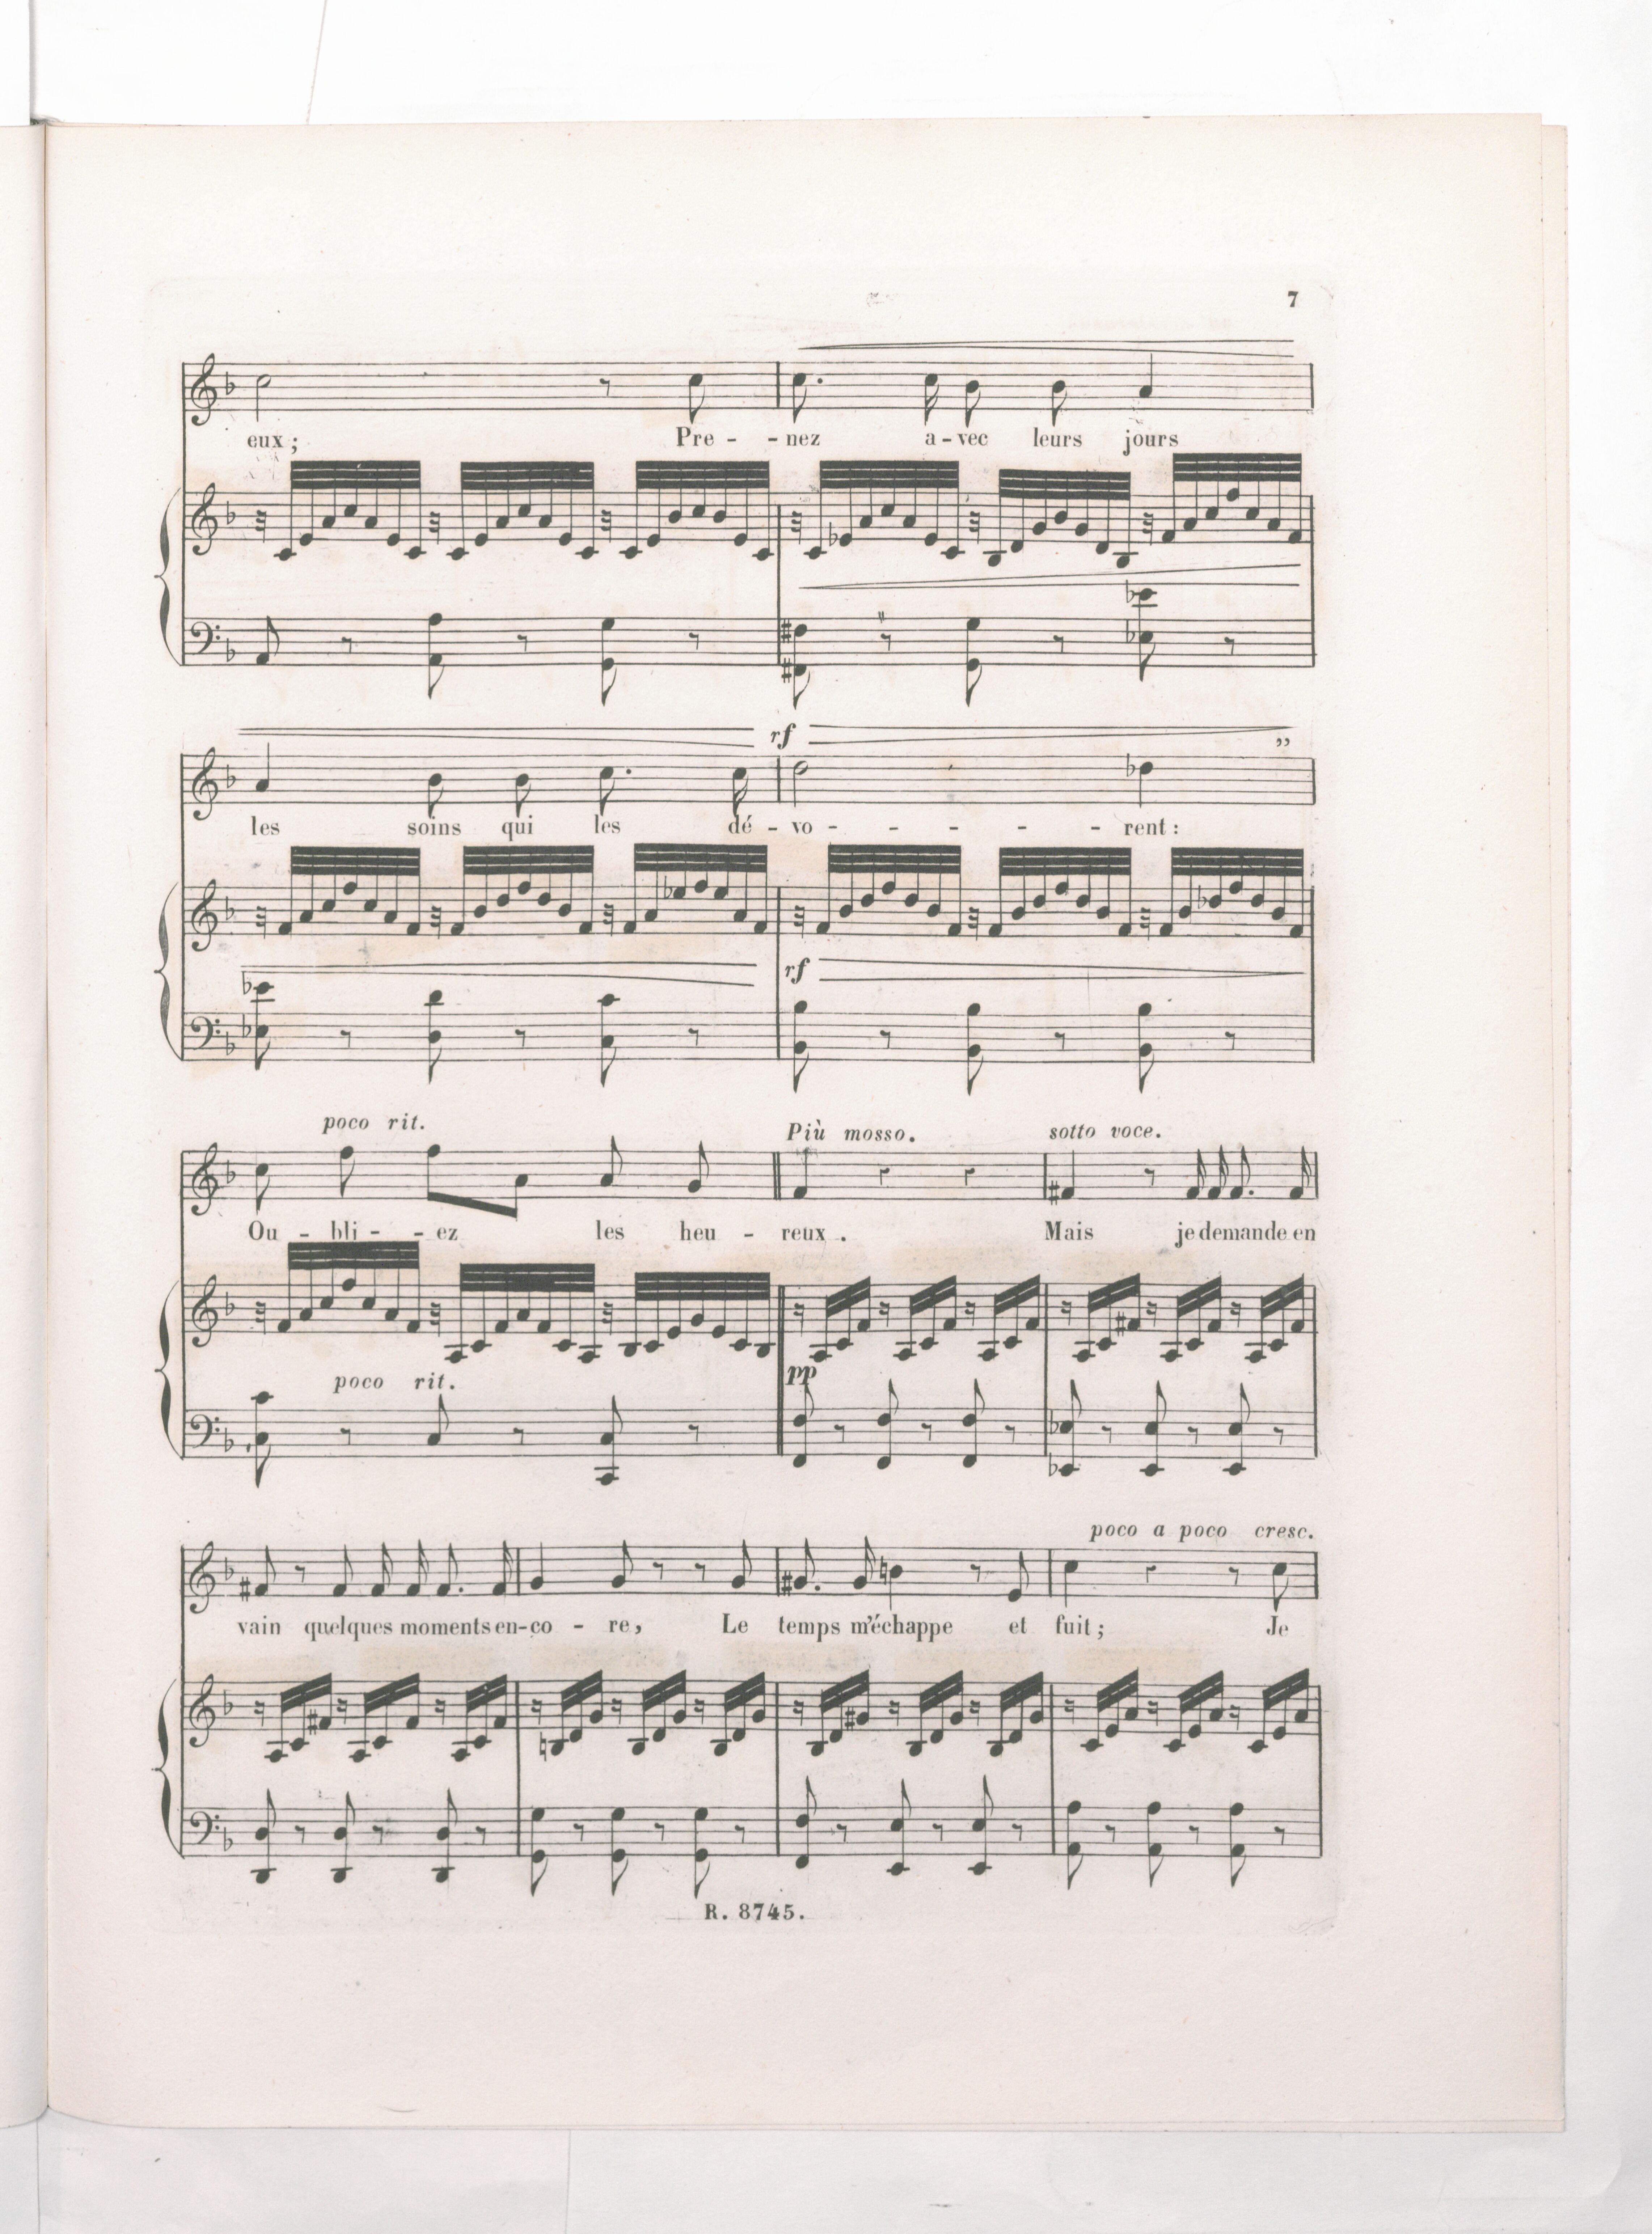 7
eux; Pre - - nez a - vec leurs jours
rf
les soins qui les dé - vo - - - - rent:
rf
poco rit. Più mosso. sotto voce.
Ou - bli - - ez les heu - reux. Mais je demande en
poco rit. pp
poco a poco cresc.
vain quelques moments en-co - re, Le temps m'échappe et fuit; Je
R. 8745.